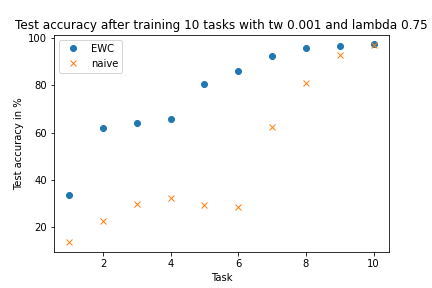 Test accuracy after training 10 tasks with tw 0.001 and lambda 0.75
100
80
60
40
20
Test accuracy in %
EWC
naive
2
4
6
8
10
Task